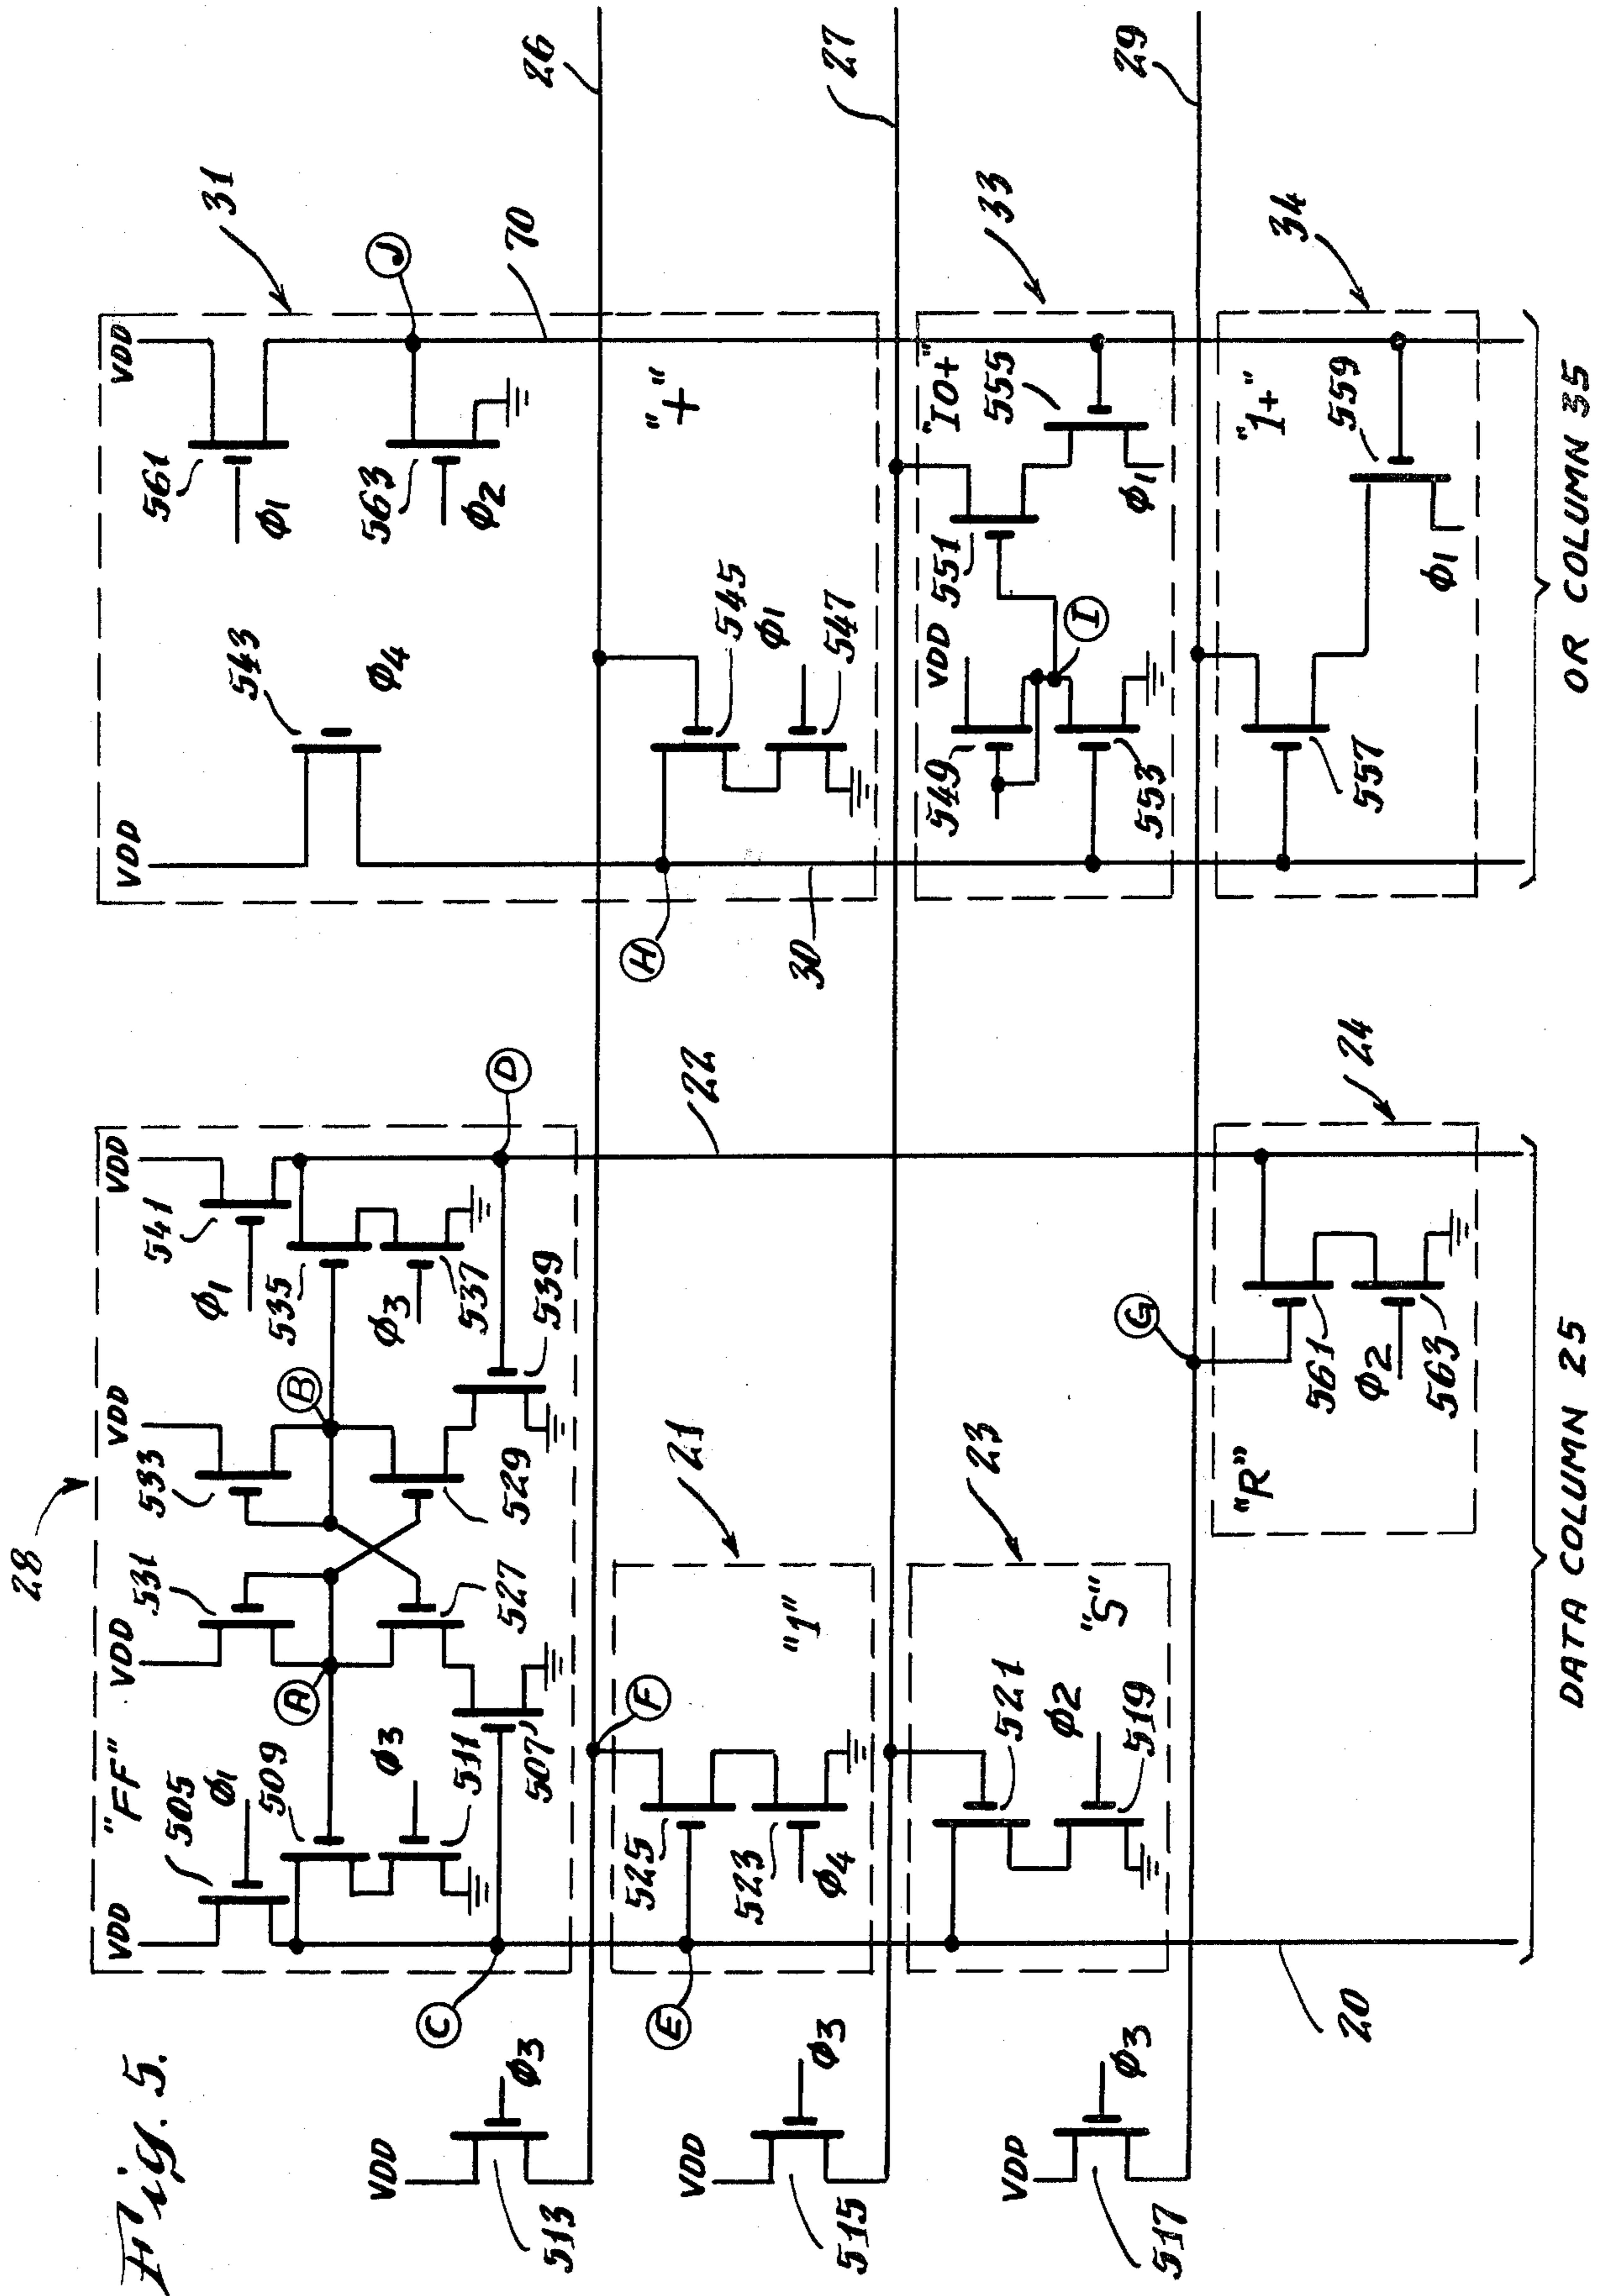 Fig. 5.
28
"FF"
VDD
VDD
VDD
VDD
505
φ1
509
φ3
511
507
531
527
533
529
541
φ1
535
φ3
537
539
A
B
C
D
22
VDD
513
φ3
26
F
E
525
523
φ4
"1"
21
VDD
515
φ3
27
521
φ2
519
"S"
23
VDD
517
φ3
29
G
"R"
561
φ2
563
24
20
DATA COLUMN 25
31
VDD
VDD
543
φ4
561
φ1
563
φ2
J
70
H
30
545
φ1
547
"+"
33
VDD
549
551
553
I
"IO+"
555
φ1
34
557
"1+"
559
φ1
OR COLUMN 35